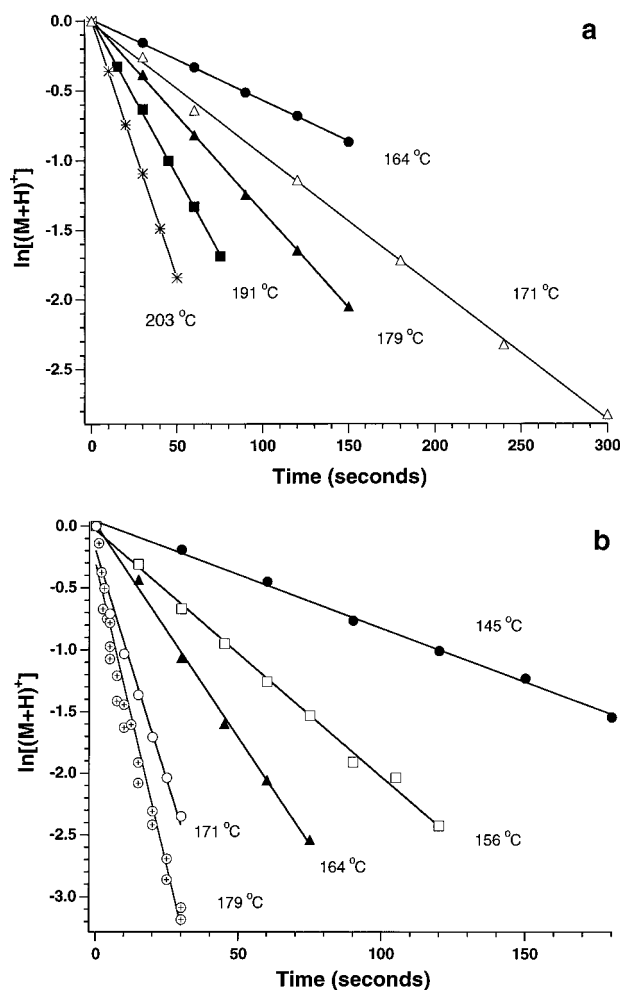 a
0.0
-0.5
-1.0
-1.5
-2.0
-2.5
ln[(M+H)⁺]
164 °C
171 °C
191 °C
179 °C
203 °C
0 50 100 150 200 250 300
Time (seconds)
b
0.0
-0.5
-1.0
-1.5
-2.0
-2.5
-3.0
ln[(M+H)⁺]
145 °C
156 °C
171 °C
164 °C
179 °C
0 50 100 150
Time (seconds)